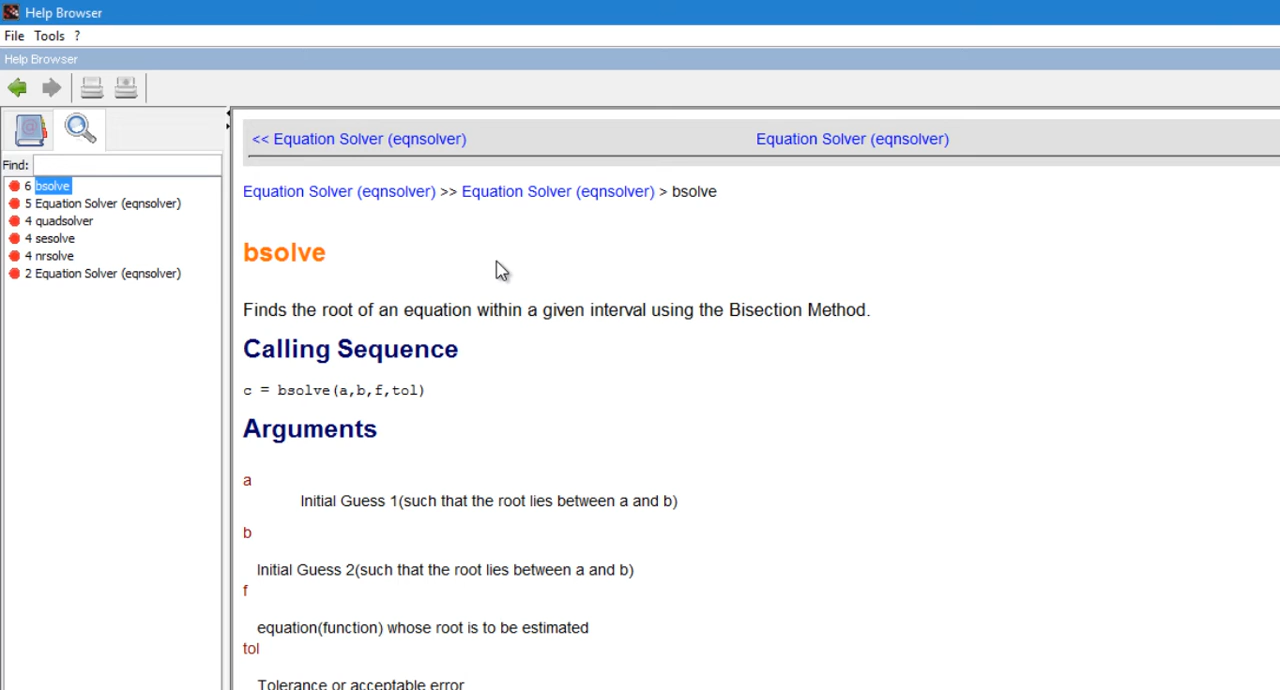 Help Browser
File Tools ?
Help Browser
Find:
6 bsolve
5 Equation Solver (eqnsolver)
4 quadsolver
4 sesolve
4 nrsolve
2 Equation Solver (eqnsolver)
<< Equation Solver (eqnsolver) Equation Solver (eqnsolver)
Equation Solver (eqnsolver) >> Equation Solver (eqnsolver) > bsolve
bsolve
Finds the root of an equation within a given interval using the Bisection Method.
Calling Sequence
c = bsolve(a,b,f,tol)
Arguments
a
Initial Guess 1(such that the root lies between a and b)
b
Initial Guess 2(such that the root lies between a and b)
f
equation(function) whose root is to be estimated
tol
Tolerance or acceptable error